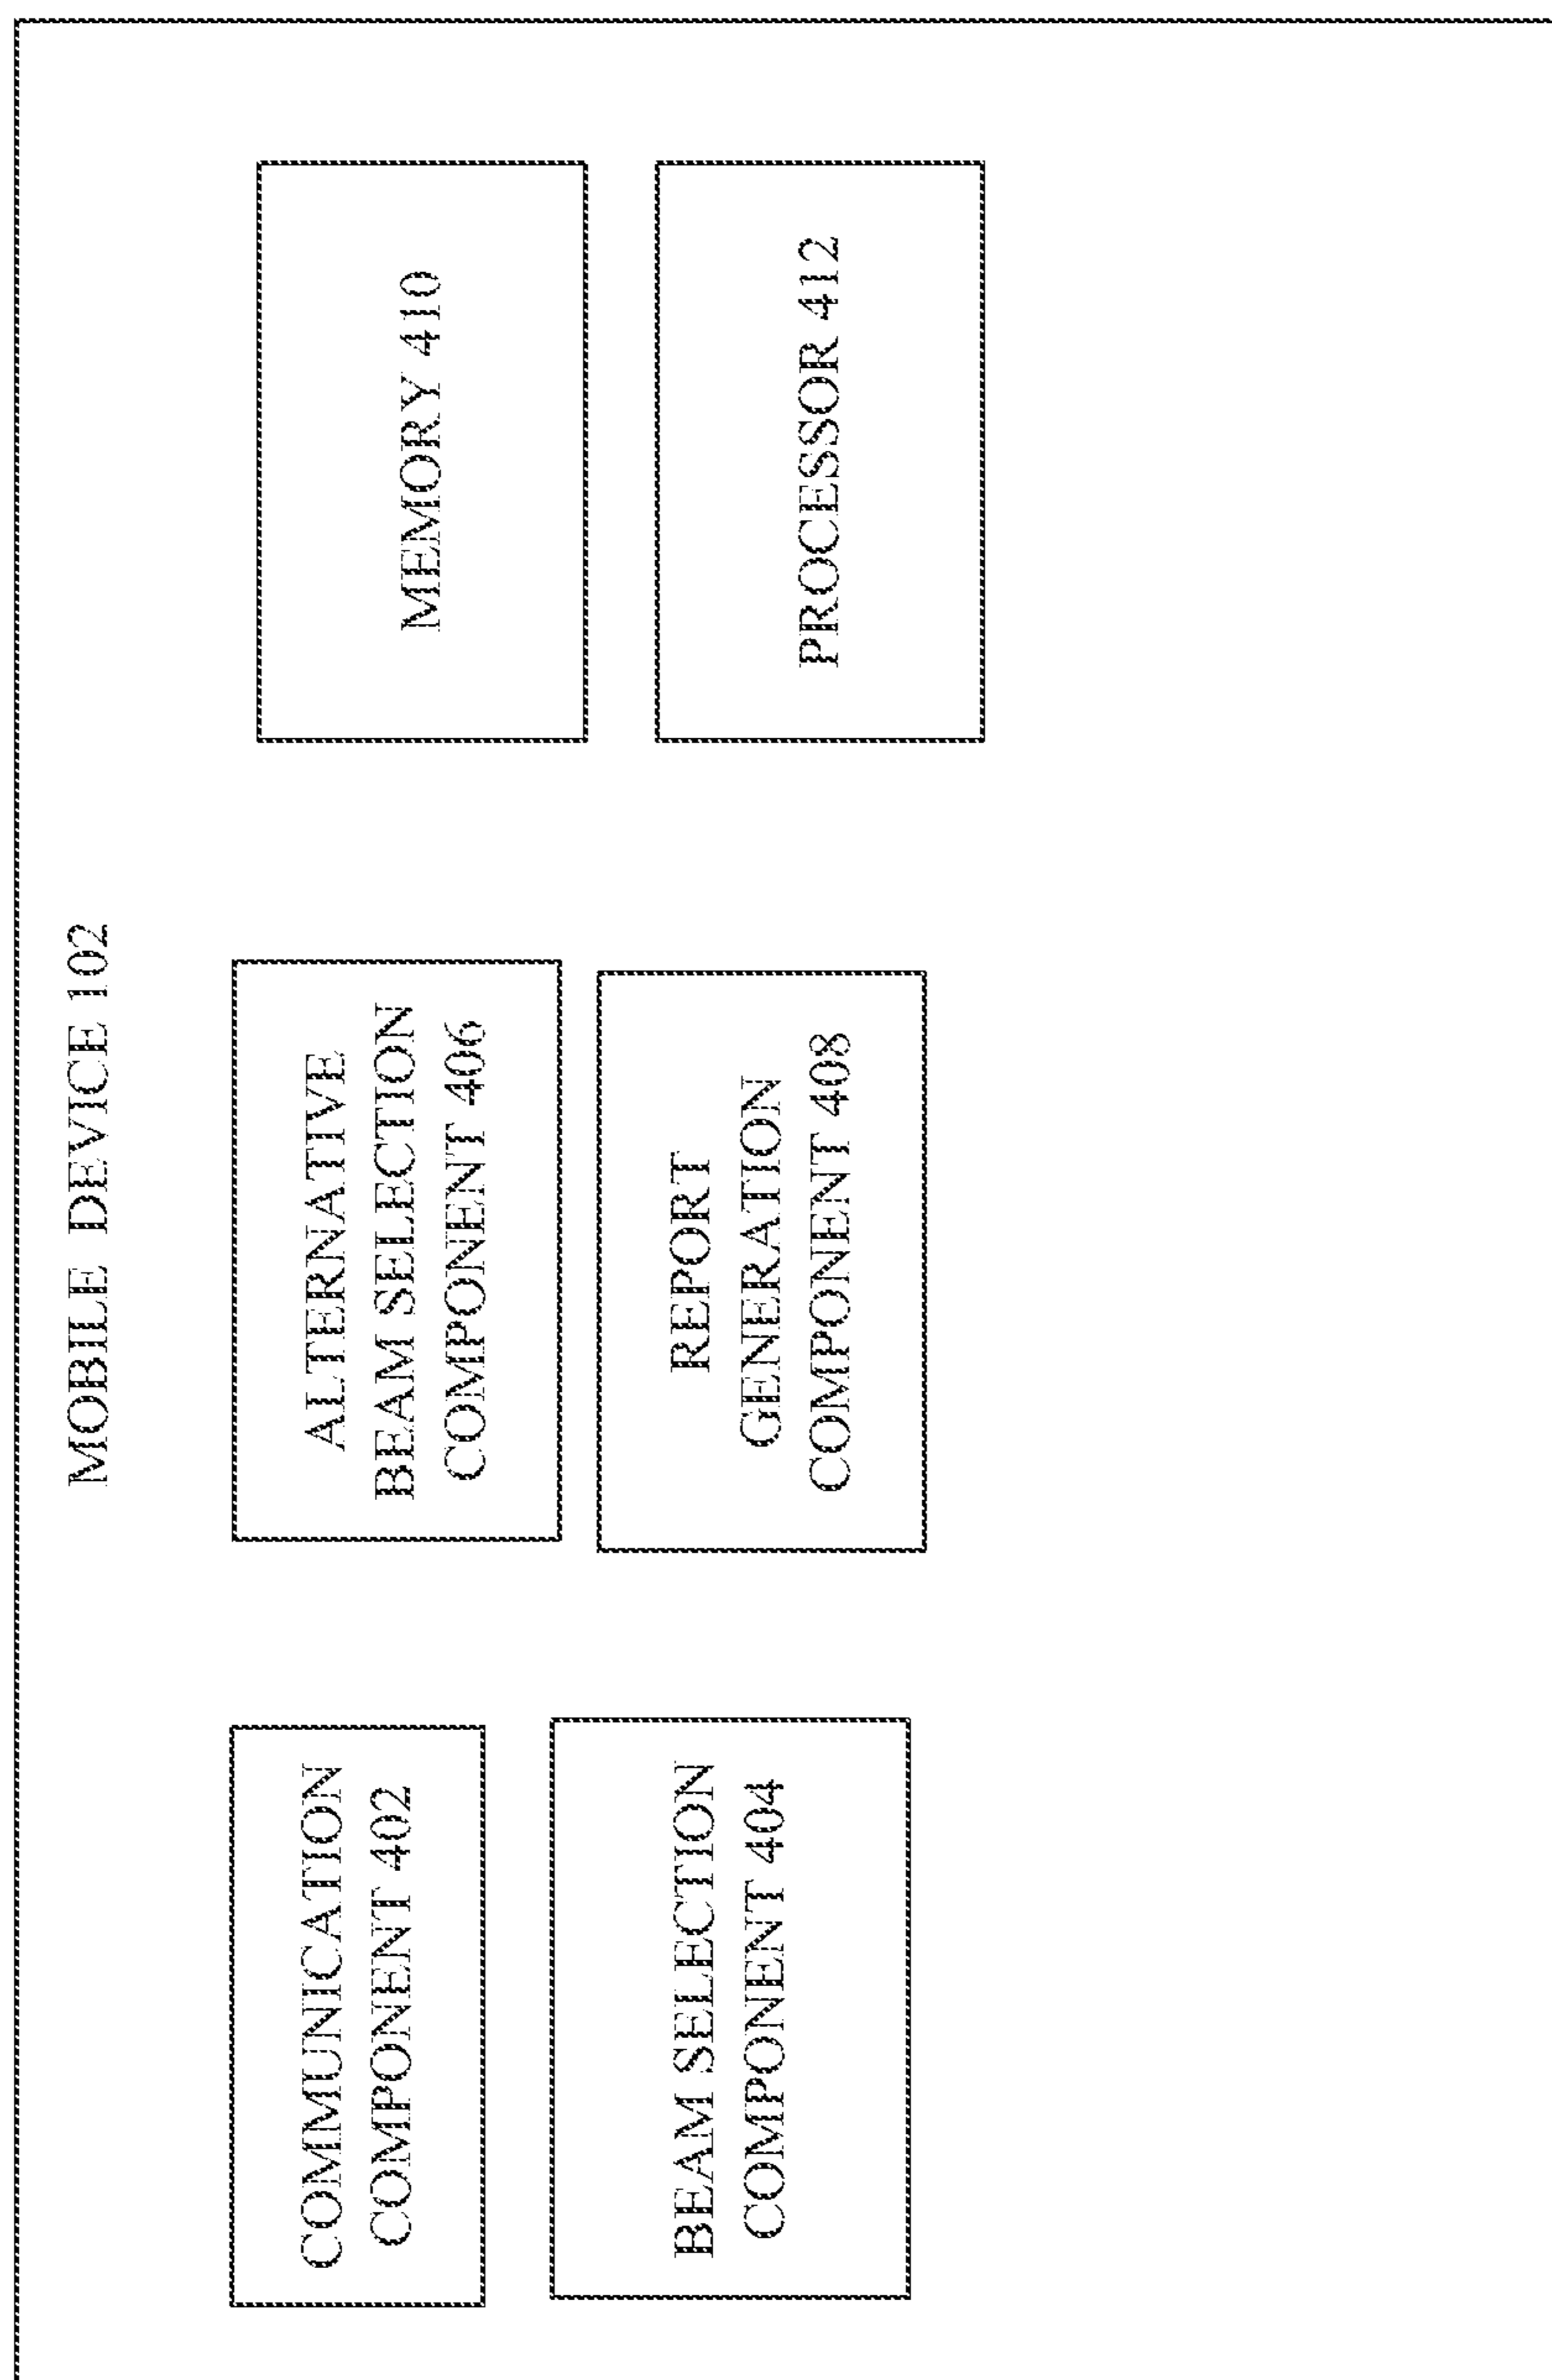 MOBILE DEVICE 102
COMMUNICATION
COMPONENT 402
BEAM SELECTION
COMPONENT 404
ALTERNATIVE
BEAM SELECTION
COMPONENT 406
REPORT
GENERATION
COMPONENT 408
MEMORY 410
PROCESSOR 412